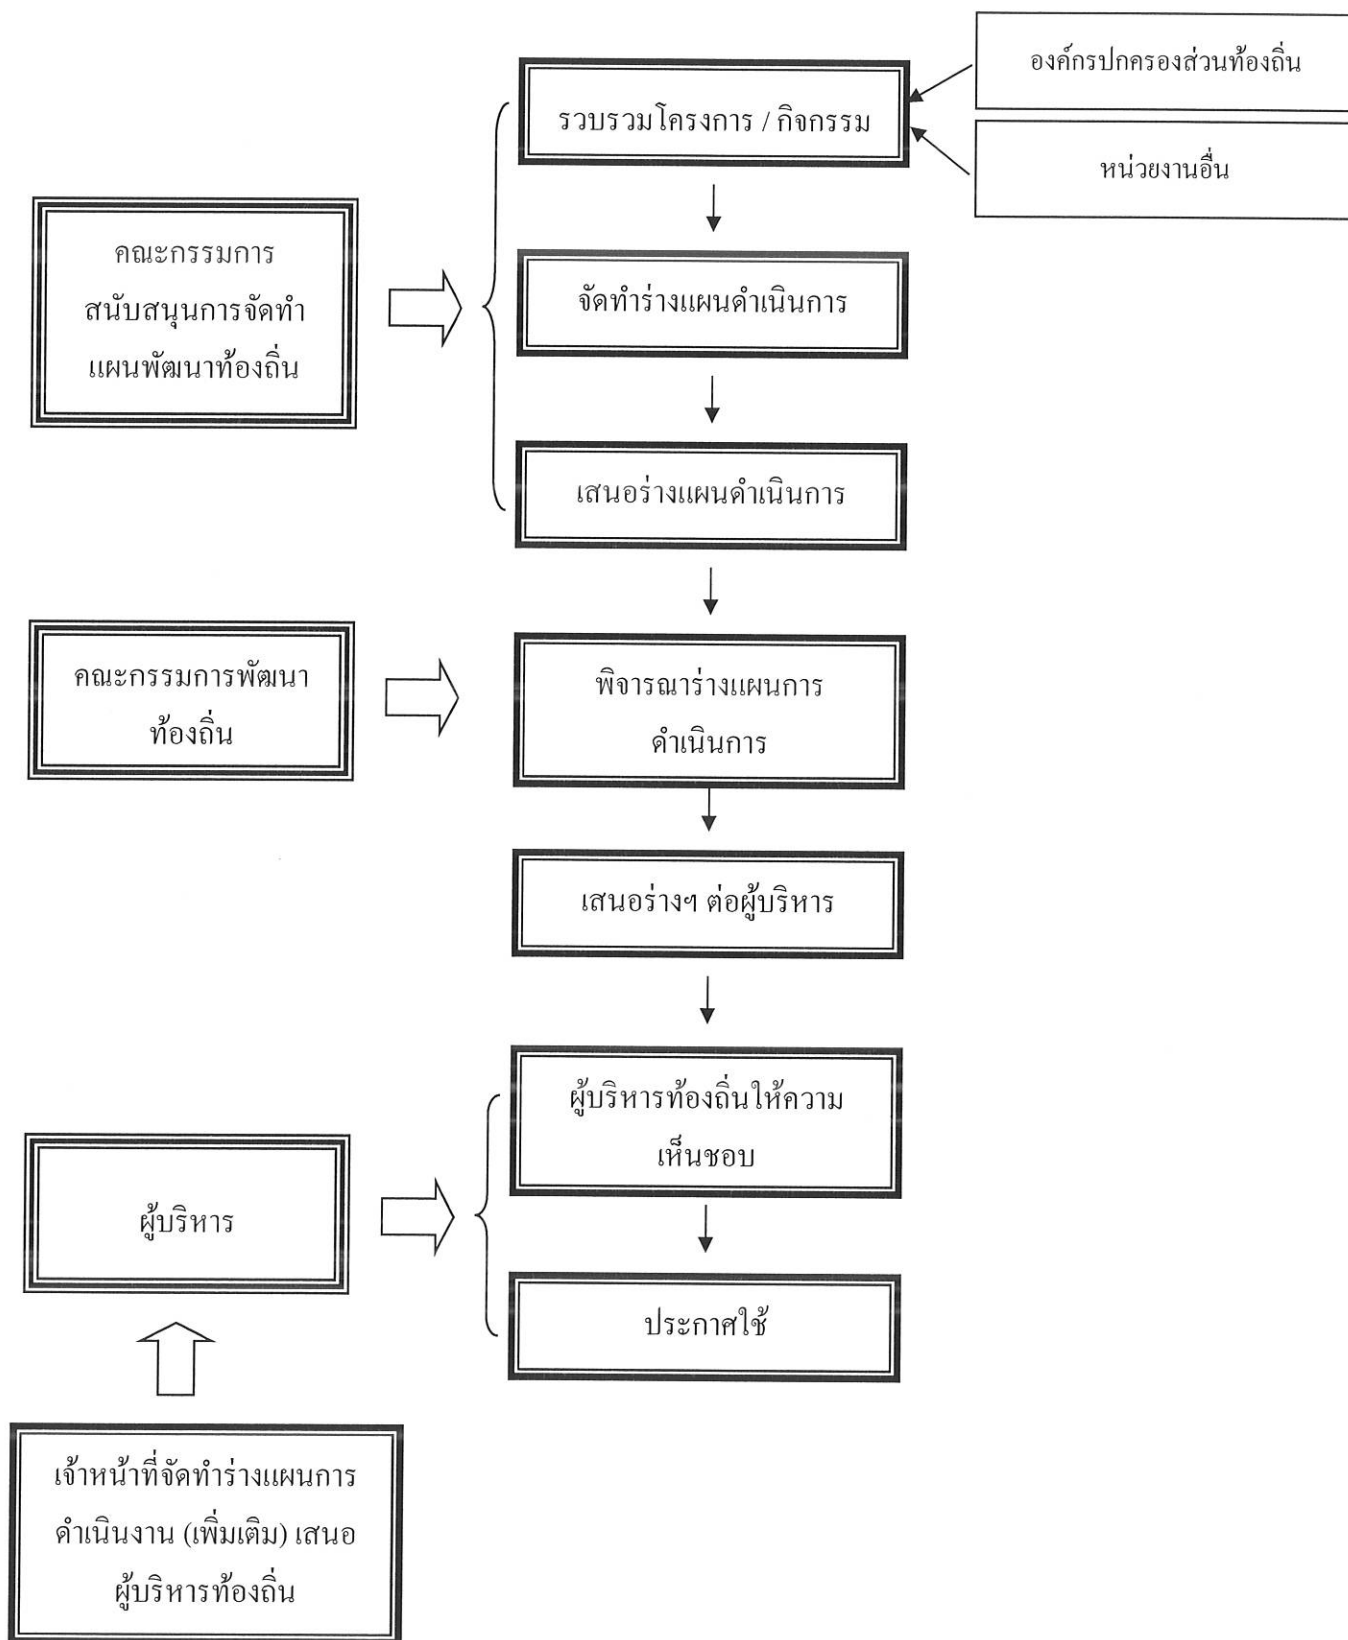 องค์กรปกครองส่วนท้องถิ่น
รวบรวมโครงการ / กิจกรรม
หน่วยงานอื่น
คณะกรรมการ
สนับสนุนการจัดทำ
แผนพัฒนาท้องถิ่น
จัดทำร่างแผนดำเนินการ
เสนอร่างแผนดำเนินการ
คณะกรรมการพัฒนา
ท้องถิ่น
พิจารณาร่างแผนการ
ดำเนินการ
เสนอร่างฯ ต่อผู้บริหาร
ผู้บริหารท้องถิ่นให้ความ
เห็นชอบ
ผู้บริหาร
ประกาศใช้
เจ้าหน้าที่จัดทำร่างแผนการ
ดำเนินงาน (เพิ่มเติม) เสนอ
ผู้บริหารท้องถิ่น